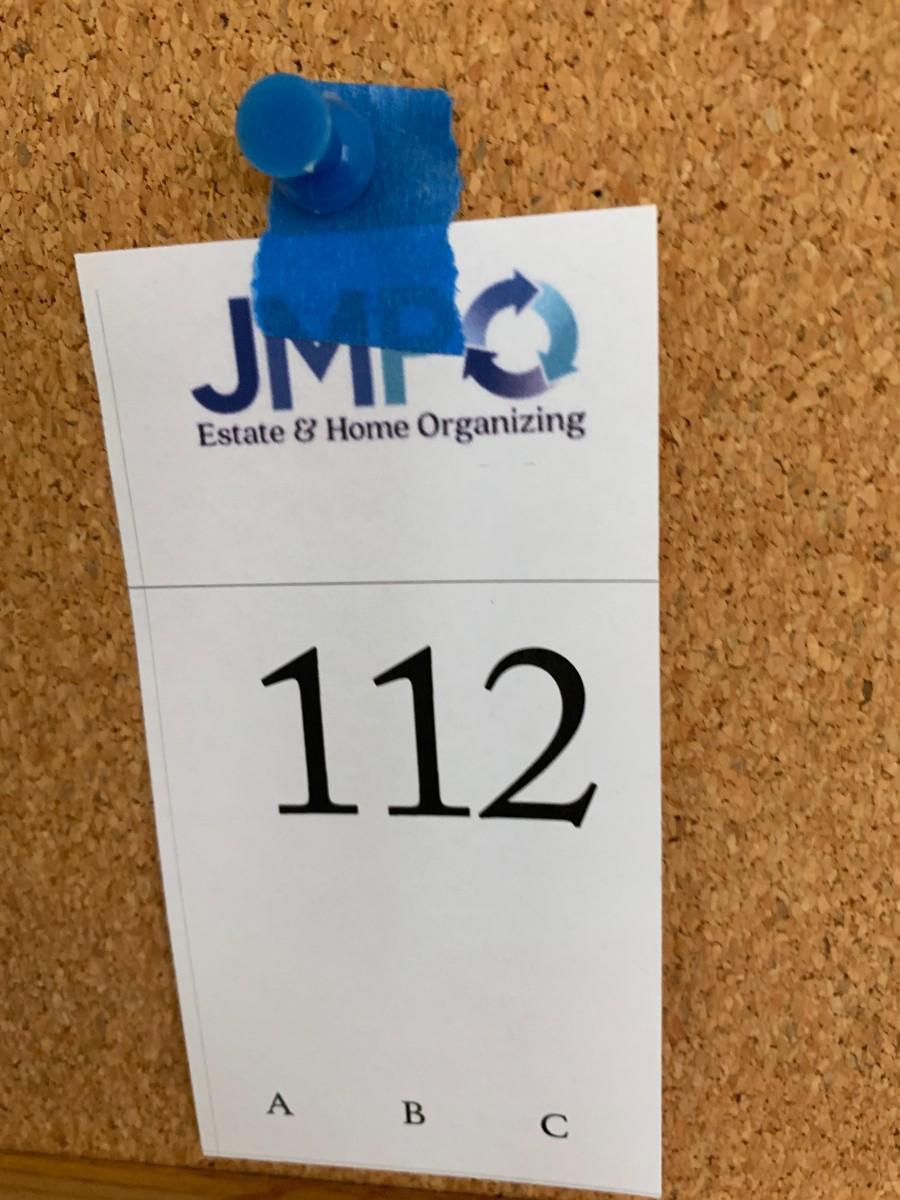 JMPO
Estate & Home Organizing
112
A B C